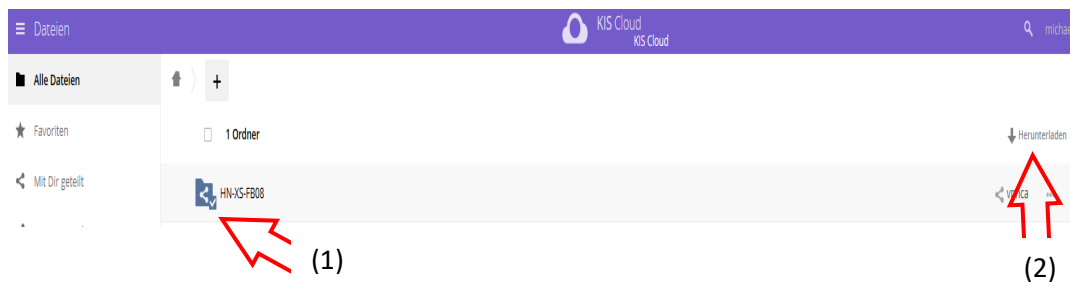 Dateien
KIS Cloud
KIS Cloud
Alle Dateien
+
Favoriten
1 Ordner
Herunterladen
Mit Dir geteilt
HN-XS-FB08
(1)
(2)